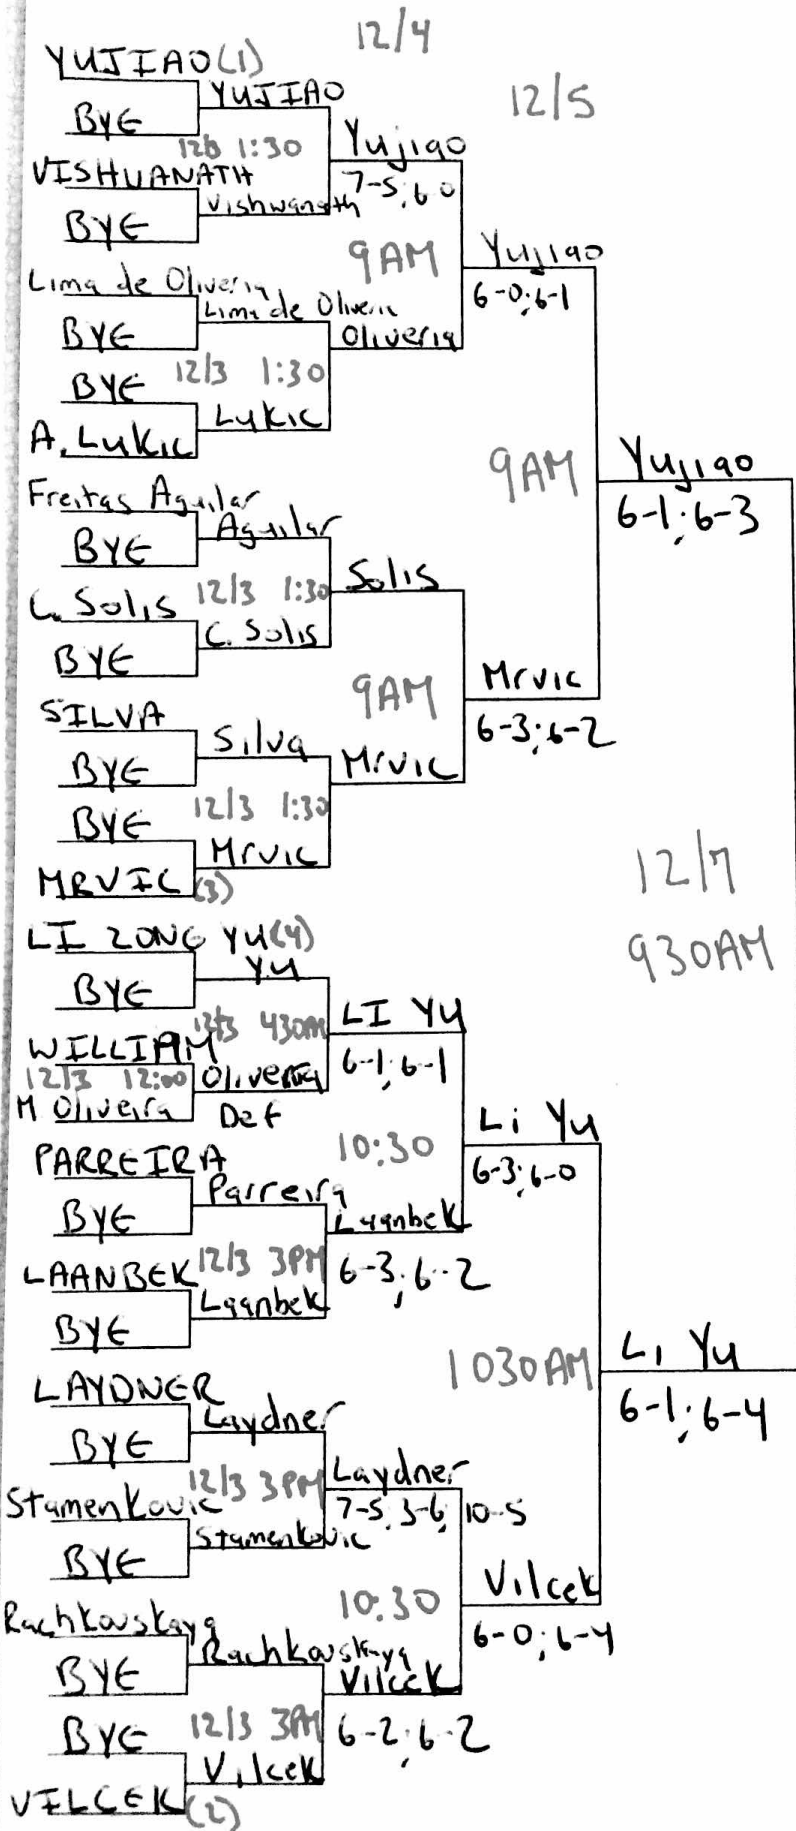 12/4
YUJIAO(1)
YUJIAO
12/5
BYE
1:30
Yujiao
VISHUANATH
7-5; 6 0
Vishwanath
BYE
9AM
Yujiao
Lima de Oliveria
6-0; 6-1
Lima de Oliveri
BYE
Oliveria
BYE
12/3 1:30
Lukic
A. Lukic
9AM
Yujiao
Freitas Aguilar
6-1; 6-3
Aguilar
BYE
Solis
C. Solis
12/3 1:30
C. Solis
BYE
9AM
Mrvic
SILVA
6-3; 6-2
Silva
BYE
Mrvic
BYE
12/3 1:30
Mrvic
MRVIC (3)
12/7
930AM
LI ZONG YU(4)
Yu
BYE
LI YU
12/3 430AM
WILLIAM
6-1; 6-1
12/3 12:00
Oliveria
M Oliveira
Def
Li Yu
10:30
PARREIRA
6-3; 6-0
Parreira
BYE
Laanbek
LAANBEK
12/3 3PM
6-3; 6-2
Laanbek
BYE
1030AM
Li Yu
LAYDNER
6-1; 6-4
Laydner
BYE
Laydner
12/3 3PM
7-5, 3-6, 10-5
Stamenkovic
Stamenkovic
BYE
Vilcek
10:30
6-0; 6-4
Rachkovskaya
Rachkovskaya
BYE
Vilcek
BYE
12/3 3PM
6-2; 6-2
Vilcek
VILCEK (2)